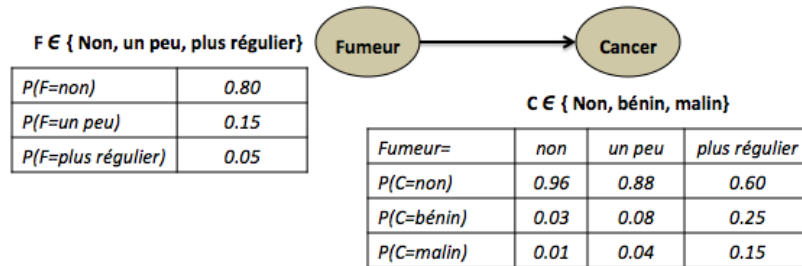 F ∈ { Non, un peu, plus régulier}
Fumeur
Cancer
P(F=non) 0.80
P(F=un peu) 0.15
P(F=plus régulier) 0.05
C ∈ { Non, bénin, malin}
Fumeur= non un peu plus régulier
P(C=non) 0.96 0.88 0.60
P(C=bénin) 0.03 0.08 0.25
P(C=malin) 0.01 0.04 0.15